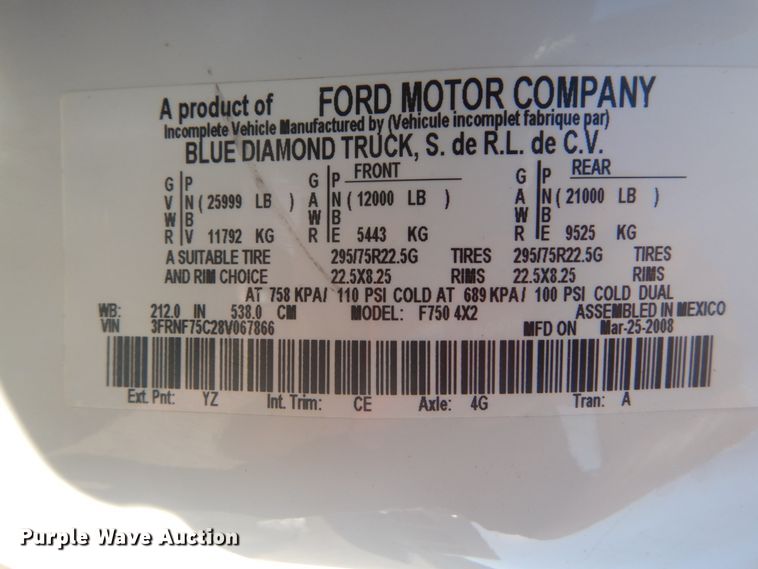 A product of FORD MOTOR COMPANY
Incomplete Vehicle Manufactured by (Vehicule incomplet fabrique par)
BLUE DIAMOND TRUCK, S. de R.L. de C.V.
G P G P FRONT G P REAR
V N ( 25999 LB ) A N ( 12000 LB ) A N ( 21000 LB )
W B W B W B
R V 11792 KG R E 5443 KG R E 9525 KG
A SUITABLE TIRE 295/75R22.5G TIRES 295/75R22.5G TIRES
AND RIM CHOICE 22.5X8.25 RIMS 22.5X8.25 RIMS
AT 758 KPA/ 110 PSI COLD AT 689 KPA/ 100 PSI COLD DUAL
WB: 212.0 IN 538.0 CM MODEL: F750 4X2 ASSEMBLED IN MEXICO
VIN 3FRNF75C28V067866 MFD ON Mar-25-2008
Ext. Pnt: YZ Int. Trim: CE Axle: 4G Tran: A
Purple Wave Auction